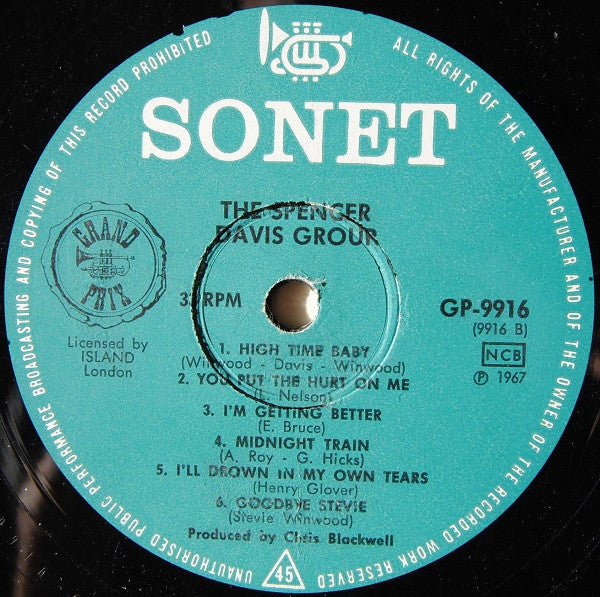 SONET
ALL RIGHTS OF THE MANUFACTURER AND OF THE OWNER OF THE RECORDED WORK RESERVED
UNAUTHORISED PUBLIC PERFORMANCE BROADCASTING AND COPYING OF THIS RECORD PROHIBITED
THE SPENCER
DAVIS GROUP
GRAND
PRIX
Licensed by
ISLAND
London
33 RPM
GP-9916
(9916 B)
NCB
℗ 1967
1. HIGH TIME BABY
(Winwood - Davis - Winwood)
2. YOU PUT THE HURT ON ME
(L. Nelson)
3. I'M GETTING BETTER
(E. Bruce)
4. MIDNIGHT TRAIN
(A. Roy - G. Hicks)
5. I'LL DROWN IN MY OWN TEARS
(Henry Glover)
6. GOODBYE STEVIE
(Stevie Winwood)
Produced by Chris Blackwell
45